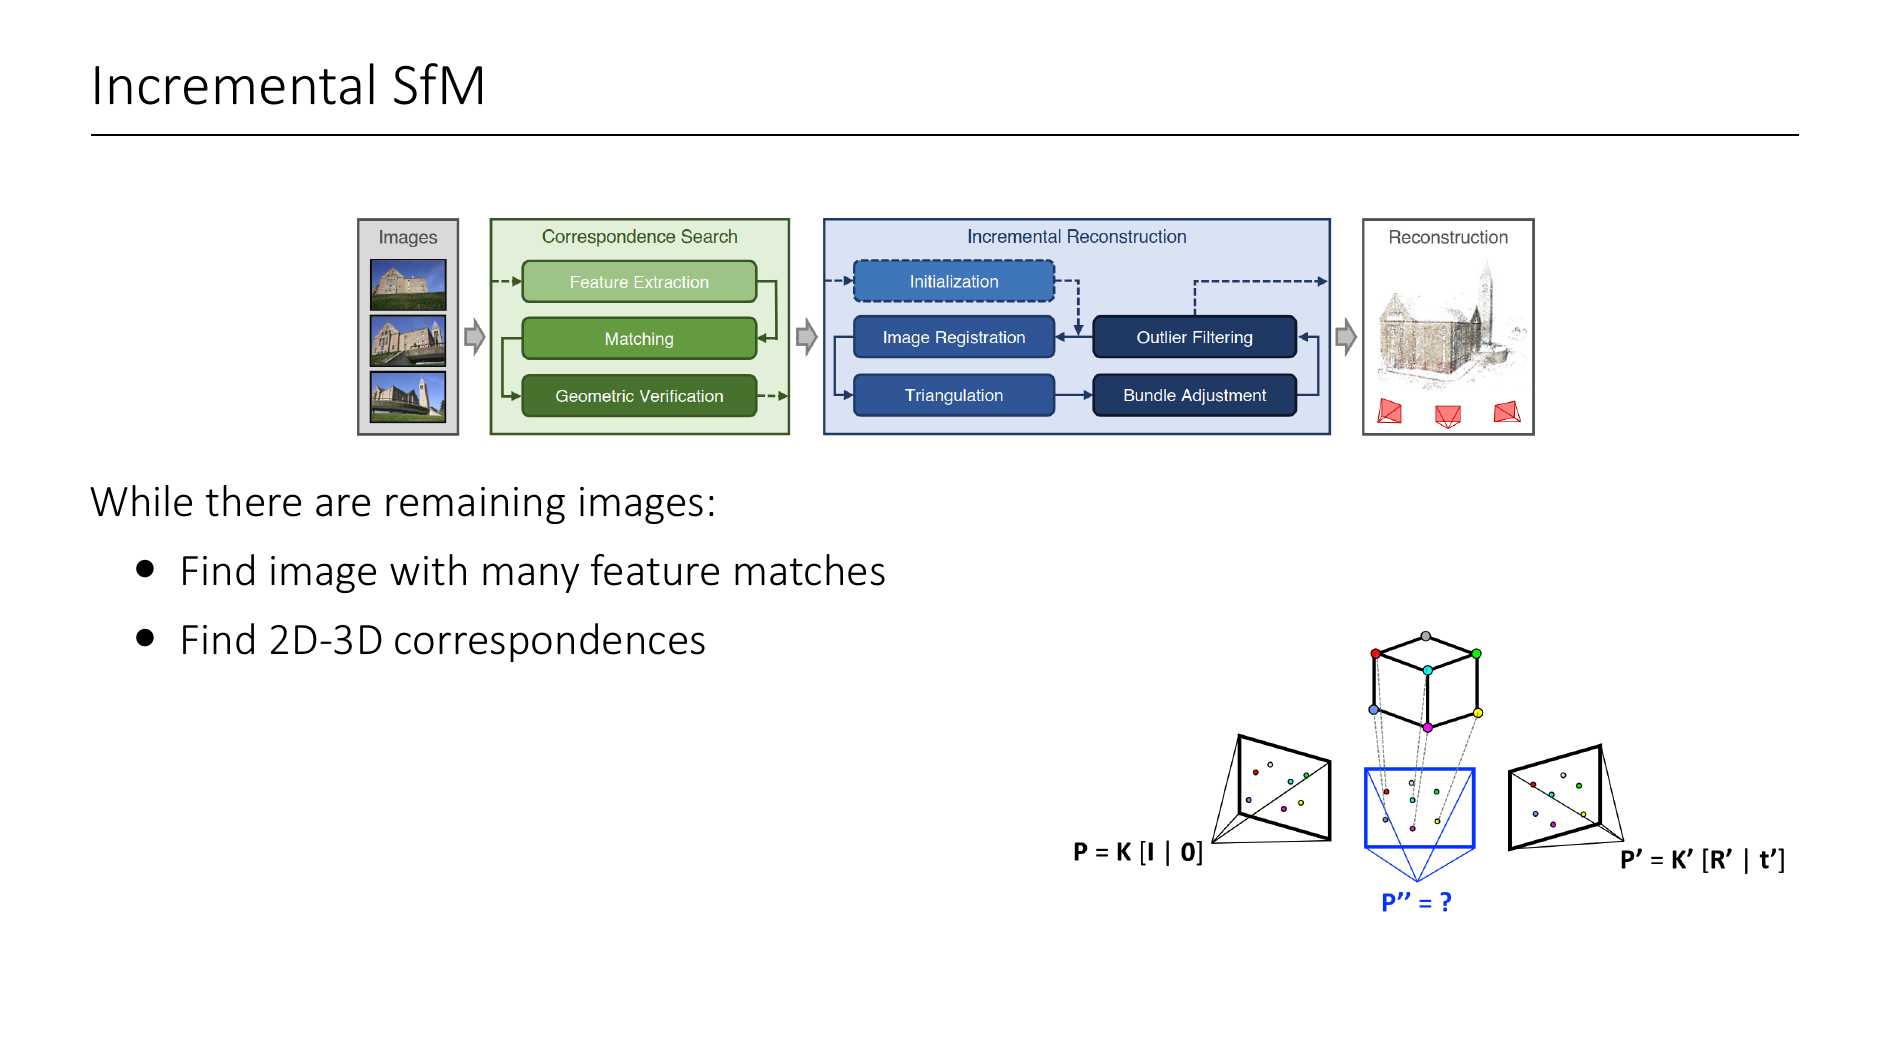 Incremental SfM
Images
Correspondence Search
Feature Extraction
Matching
Geometric Verification
Incremental Reconstruction
Initialization
Image Registration
Outlier Filtering
Triangulation
Bundle Adjustment
Reconstruction
While there are remaining images:
● Find image with many feature matches
● Find 2D-3D correspondences
P = K [I | 0]
P’’ = ?
P’ = K’ [R’ | t’]